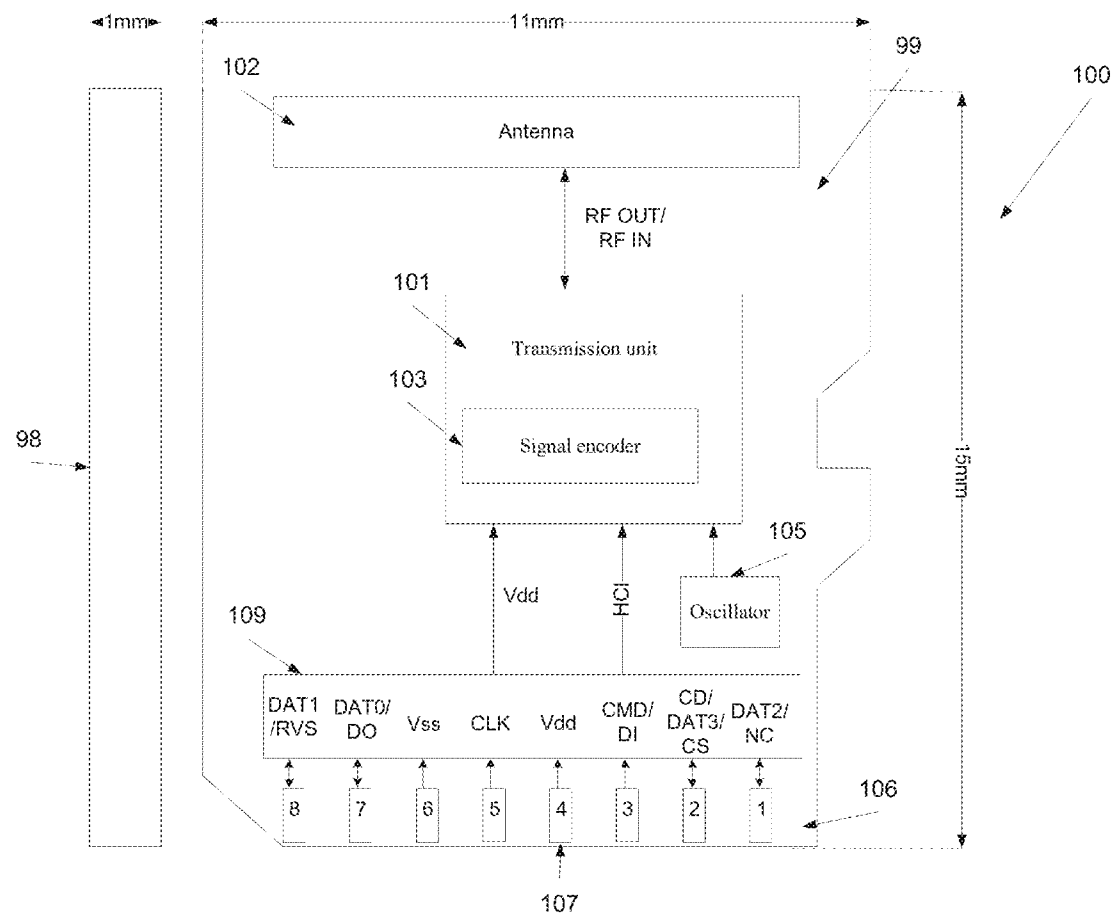 1mm
11mm
99
100
102
Antenna
RF OUT/
RF IN
101
Transmission unit
103
Signal encoder
98
15mm
105
Vdd
HCI
Oscillator
109
DAT1
/RVS
DAT0/
DO
Vss
CLK
Vdd
CMD/
DI
CD/
DAT3/
CS
DAT2/
NC
8
7
6
5
4
3
2
1
106
107